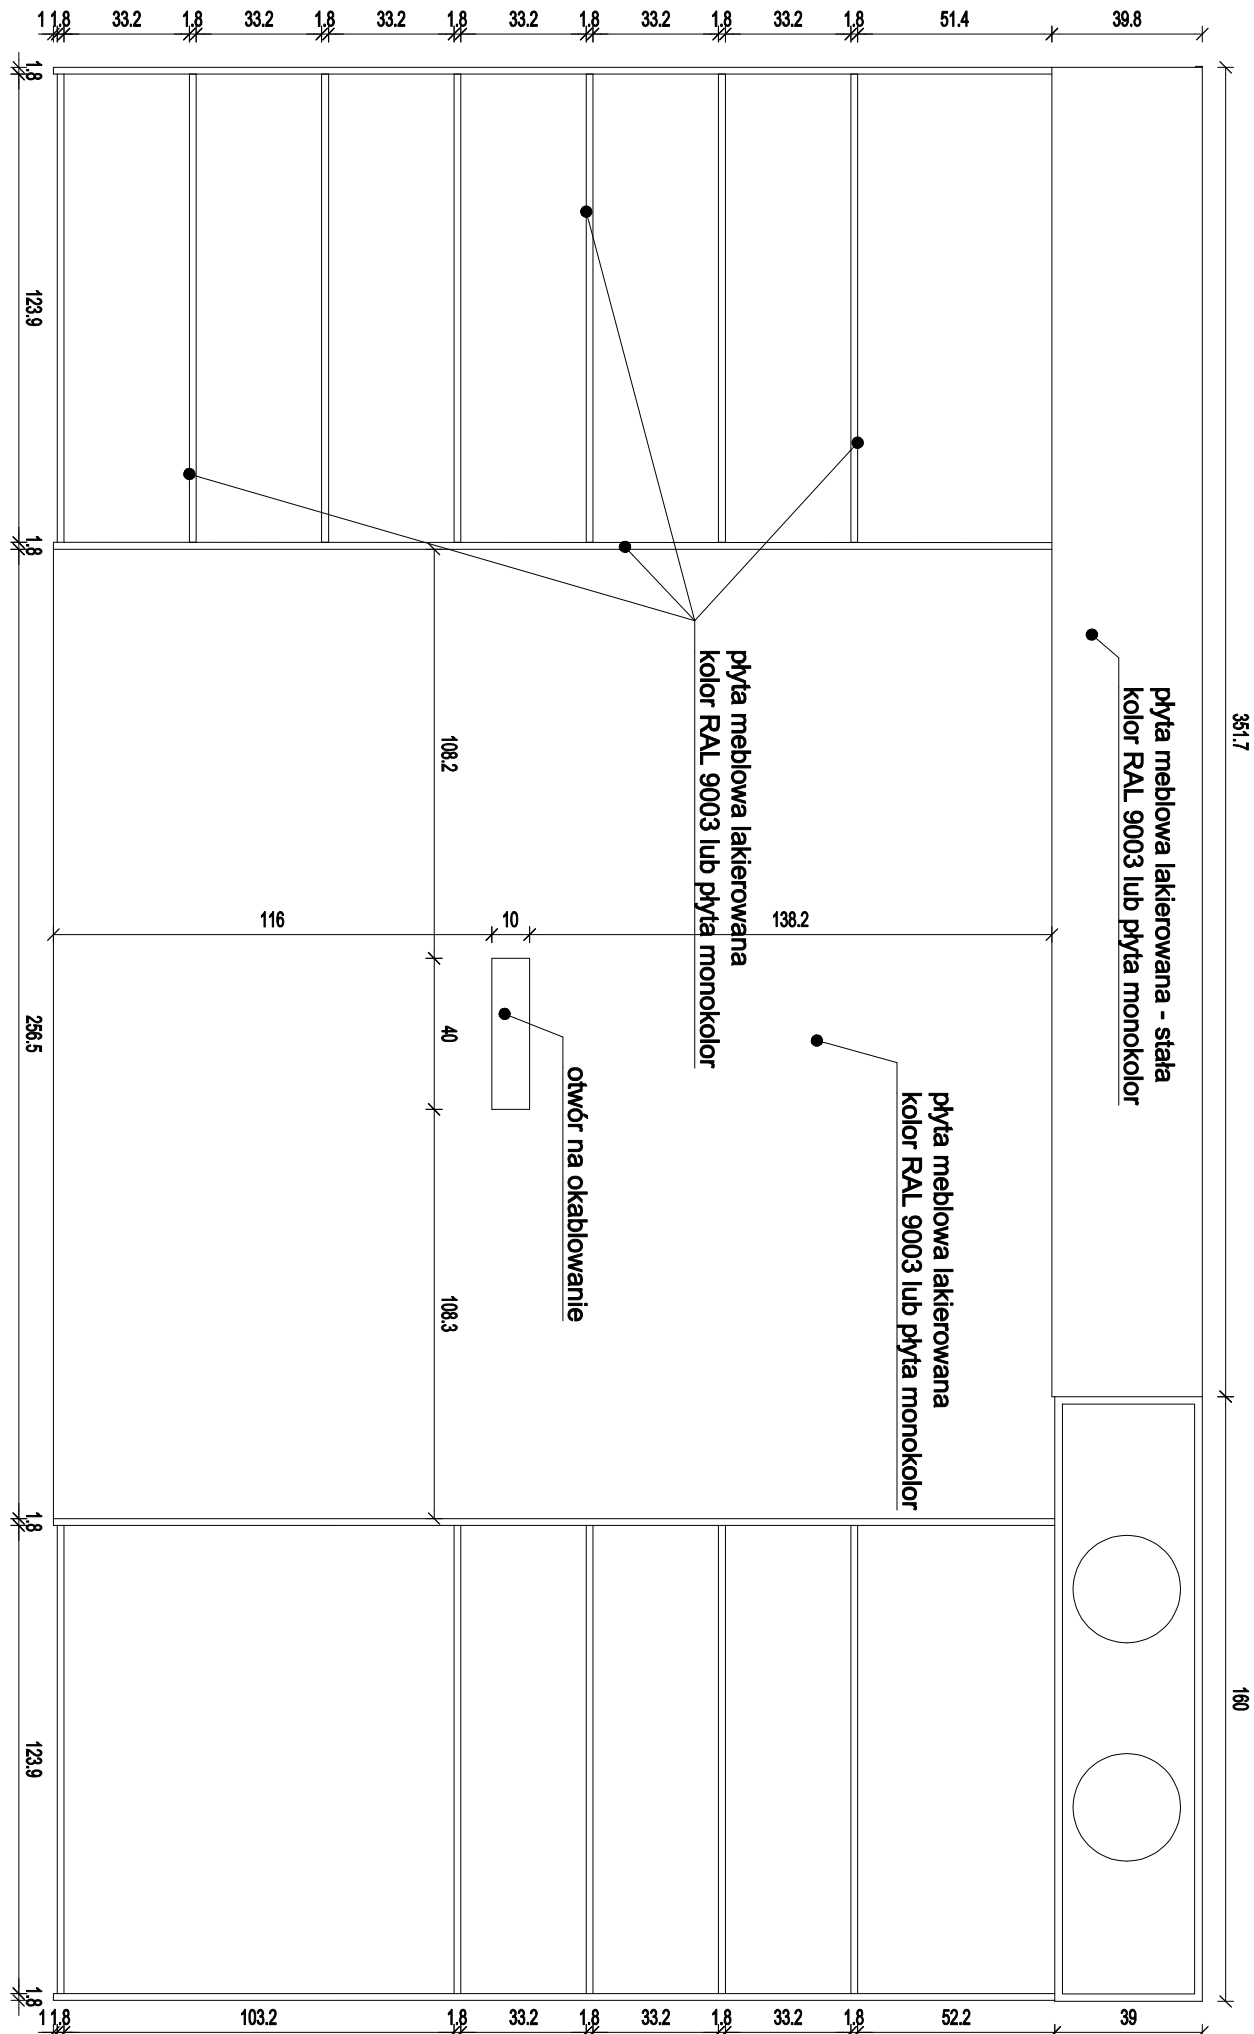 1 1.8 33.2 1.8 33.2 1.8 33.2 1.8 33.2 1.8 33.2 1.8 33.2 1.8 51.4 39.8
1.8
123.9
1.8
256.5
1.8
123.9
1.8
351.7
160
płyta meblowa lakierowana - stała
kolor RAL 9003 lub płyta monokolor
płyta meblowa lakierowana
kolor RAL 9003 lub płyta monokolor
płyta meblowa lakierowana
kolor RAL 9003 lub płyta monokolor
otwór na okablowanie
116 10 138.2
108.2
40
108.3
1 1.8 103.2 1.8 33.2 1.8 33.2 1.8 33.2 1.8 52.2 39